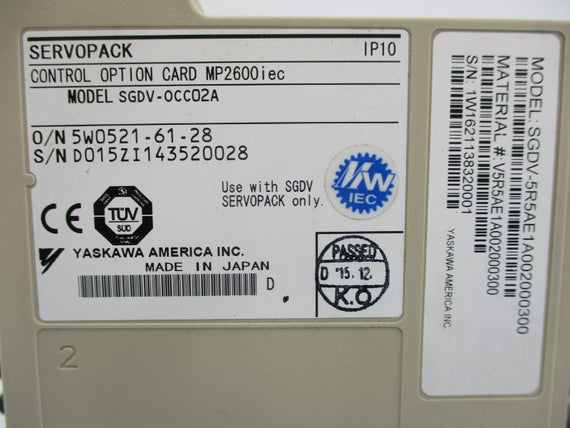 SERVOPACK IP10
CONTROL OPTION CARD MP2600iec
MODEL SGDV-OCC02A
O/N 5W0521-61-28
S/N D015ZI143520028
Use with SGDV
SERVOPACK only.
YW
IEC
CE
TÜV
SÜD
YASKAWA AMERICA INC.
MADE IN JAPAN
D
PASSED
D '15.12.
K.O
2
MODEL: SGDV-5R5AE1A002000300
MATERIAL #: V5R5AE1A002000300
S/N: 1W1621138320001
YASKAWA AMERICA INC.